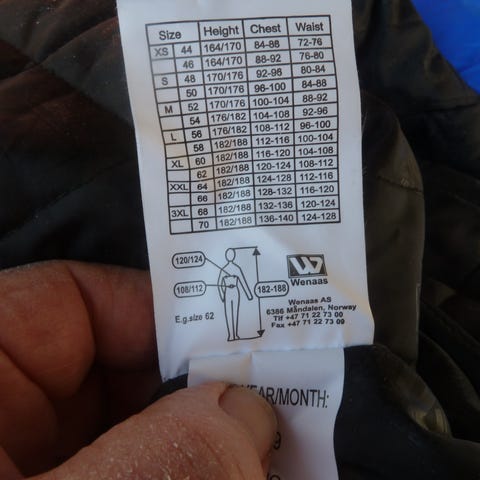 Size Height Chest Waist
XS 44 164/170 84-88 72-76
46 164/170 88-92 76-80
S 48 170/176 92-96 80-84
50 170/176 96-100 84-88
M 52 170/176 100-104 88-92
54 176/182 104-108 92-96
L 56 176/182 108-112 96-100
58 182/188 112-116 100-104
XL 60 182/188 116-120 104-108
62 182/188 120-124 108-112
XXL 64 182/188 124-128 112-116
66 182/188 128-132 116-120
3XL 68 182/188 132-136 120-124
70 182/188 136-140 124-128
120/124
108/112
182-188
E.g.size 62
Wenaas
Wenaas AS
6386 Måndalen, Norway
Tlf +47 71 22 73 00
Fax +47 71 22 73 09
YEAR/MONTH: